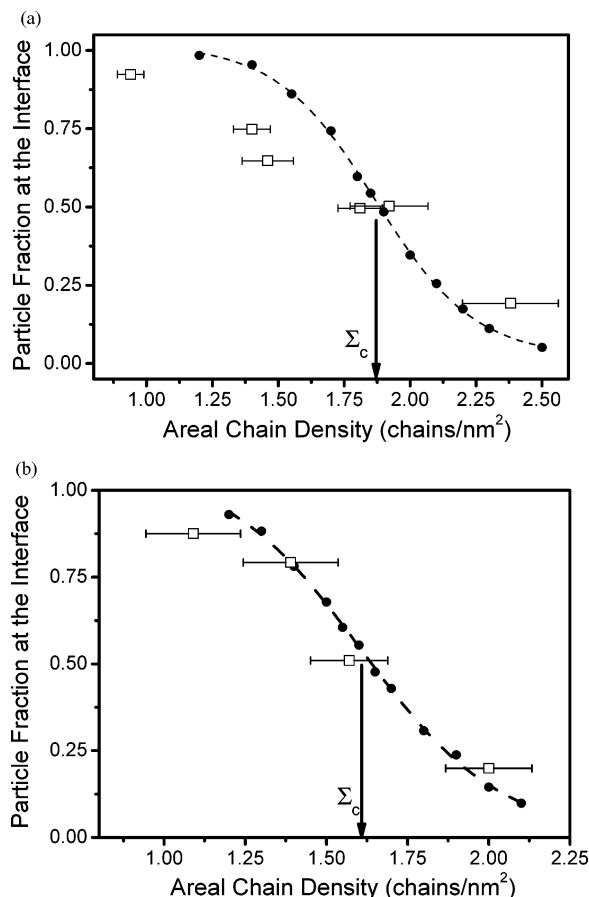 (a)
1.00
0.75
0.50
0.25
0.00
Particle Fraction at the Interface
Σc
1.00 1.25 1.50 1.75 2.00 2.25 2.50
Areal Chain Density (chains/nm²)
(b)
1.00
0.75
0.50
0.25
0.00
Particle Fraction at the Interface
Σc
1.00 1.25 1.50 1.75 2.00 2.25
Areal Chain Density (chains/nm²)